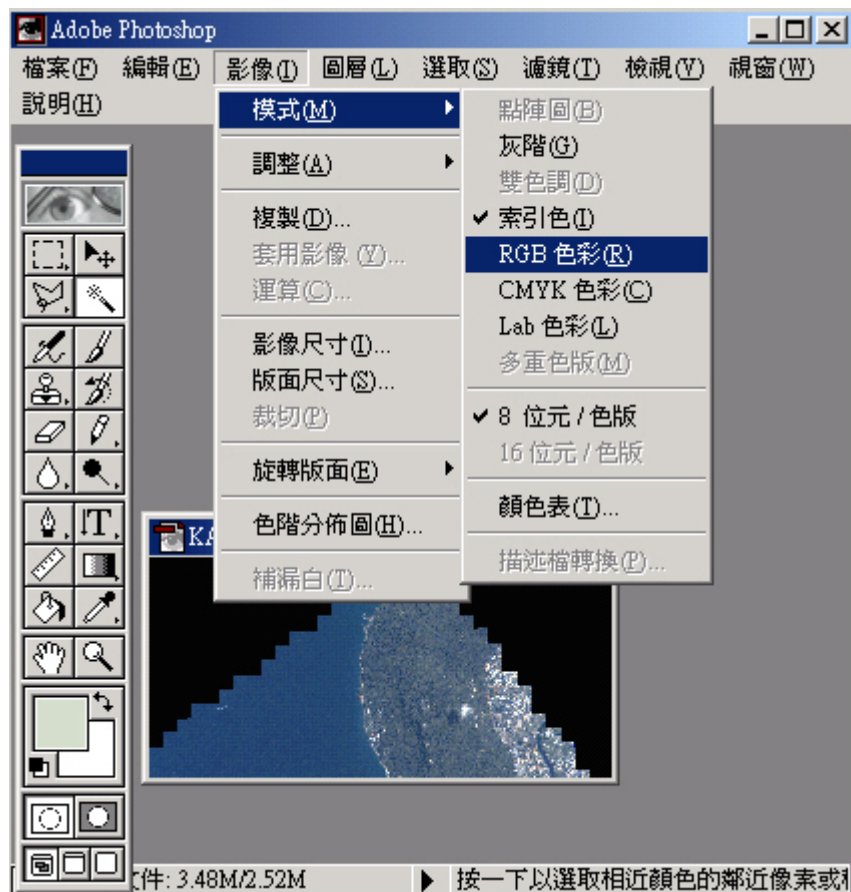 Adobe Photoshop
檔案(F) 編輯(E) 影像(I) 圖層(L) 選取(S) 濾鏡(T) 檢視(V) 視窗(W)
說明(H)
模式(M)
調整(A)
複製(D)...
套用影像 (Y)...
運算(C)...
影像尺寸(I)...
版面尺寸(S)...
裁切(P)
旋轉版面(E)
色階分佈圖(H)...
補漏白(T)...
點陣圖(B)
灰階(G)
雙色調(D)
索引色(I)
RGB 色彩(R)
CMYK 色彩(C)
Lab 色彩(L)
多重色版(M)
8 位元 / 色版
16 位元 / 色版
顏色表(T)...
描述檔轉換(P)...
KA
文件: 3.48M/2.52M
按一下以選取相近顏色的鄰近像素或